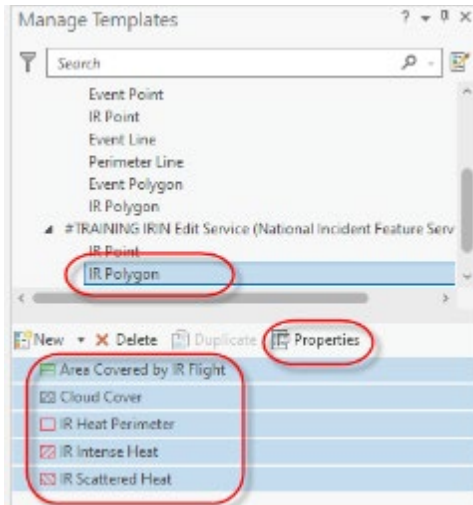 Manage Templates
Search
Event Point
IR Point
Event Line
Perimeter Line
Event Polygon
IR Polygon
#TRAINING IRIN Edit Service (National Incident Feature Serv
IR Point
IR Polygon
New Delete Duplicate Properties
Area Covered by IR Flight
Cloud Cover
IR Heat Perimeter
IR Intense Heat
IR Scattered Heat